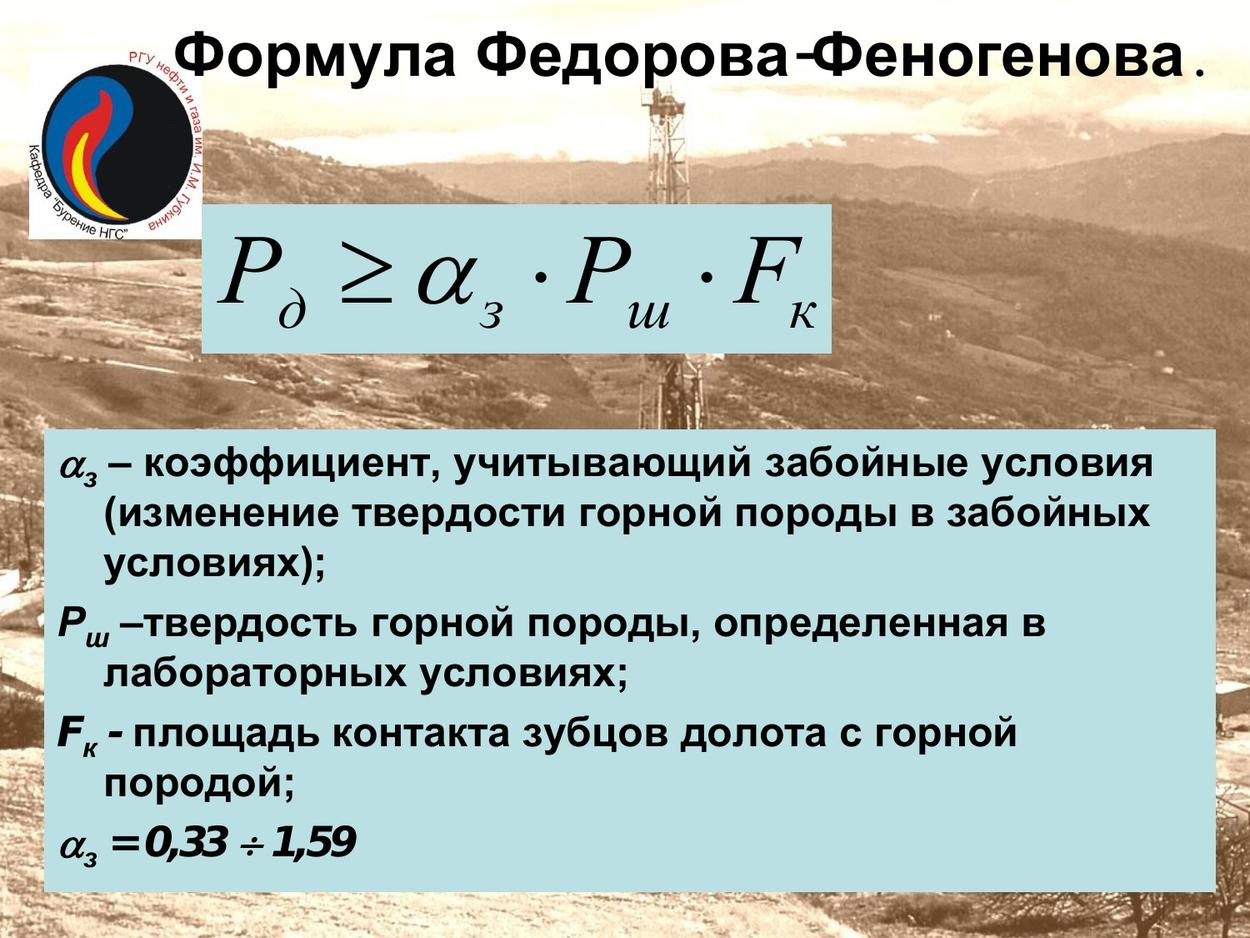 Формула Федорова-Феногенова.
РГУ нефти и газа им. И.М. Губкина
Кафедра "Бурение НГС"
Pд ≥ αз · Pш · Fк
αз – коэффициент, учитывающий забойные условия
(изменение твердости горной породы в забойных
условиях);
Pш –твердость горной породы, определенная в
лабораторных условиях;
Fк - площадь контакта зубцов долота с горной
породой;
αз = 0,33 ÷ 1,59